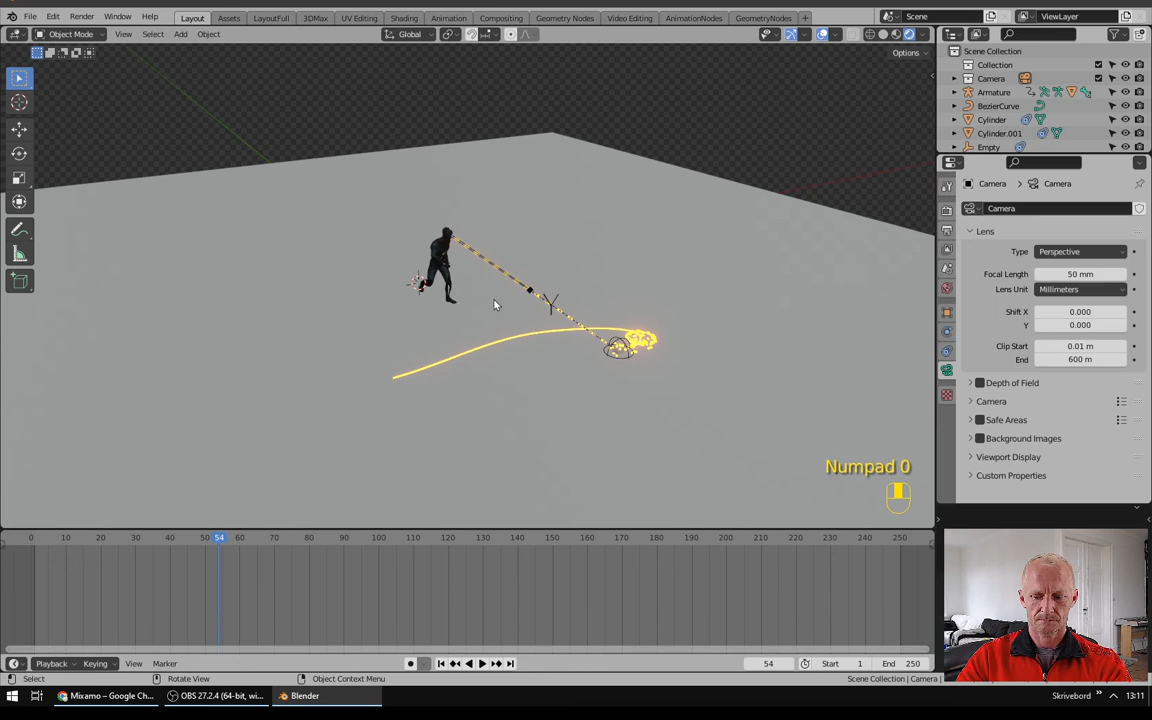 File Edit Render Window Help Layout Assets LayoutFull 3DMax UV Editing Shading Animation Compositing Geometry Nodes Video Editing AnimationNodes GeometryNodes + Scene ViewLayer
Object Mode View Select Add Object Global
Options
Scene Collection
Collection
Camera
Armature
BezierCurve
Cylinder
Cylinder.001
Empty
Camera > Camera
Camera
Lens
Type Perspective
Focal Length 50 mm
Lens Unit Millimeters
Shift X 0.000
Y 0.000
Clip Start 0.01 m
End 600 m
Depth of Field
Camera
Safe Areas
Background Images
Viewport Display
Custom Properties
Numpad 0
0 10 20 30 40 50 54 60 70 80 90 100 110 120 130 140 150 160 170 180 190 200 210 220 230 240 250
Playback Keying View Marker 54 Start 1 End 250
Select Rotate View Object Context Menu Scene Collection | Camera |
Mixamo – Google Ch... OBS 27.2.4 (64-bit, wi... Blender Skrivebord 13:11